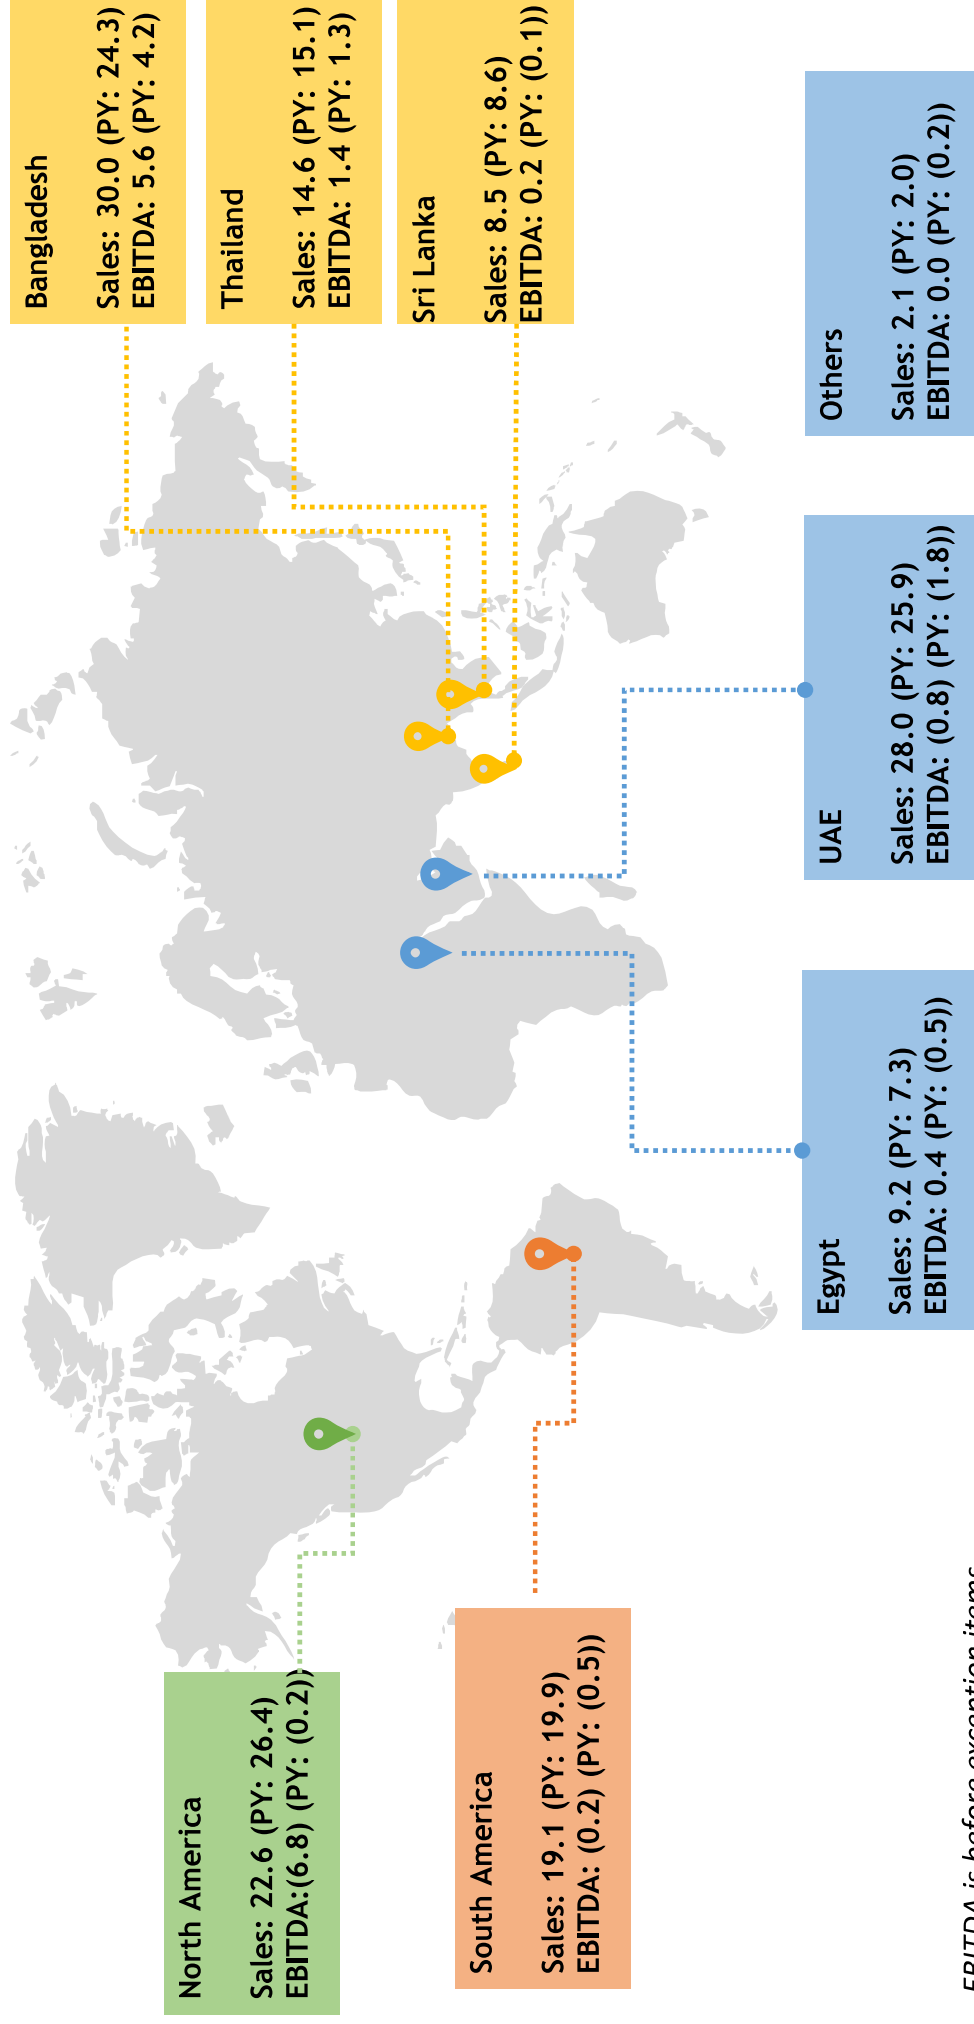 North America
Sales: 22.6 (PY: 26.4)
EBITDA:(6.8) (PY: (0.2))
South America
Sales: 19.1 (PY: 19.9)
EBITDA: (0.2) (PY: (0.5))
Bangladesh
Sales: 30.0 (PY: 24.3)
EBITDA: 5.6 (PY: 4.2)
Thailand
Sales: 14.6 (PY: 15.1)
EBITDA: 1.4 (PY: 1.3)
Sri Lanka
Sales: 8.5 (PY: 8.6)
EBITDA: 0.2 (PY: (0.1))
Egypt
Sales: 9.2 (PY: 7.3)
EBITDA: 0.4 (PY: (0.5))
UAE
Sales: 28.0 (PY: 25.9)
EBITDA: (0.8) (PY: (1.8))
Others
Sales: 2.1 (PY: 2.0)
EBITDA: 0.0 (PY: (0.2))
EBITDA is before exception items